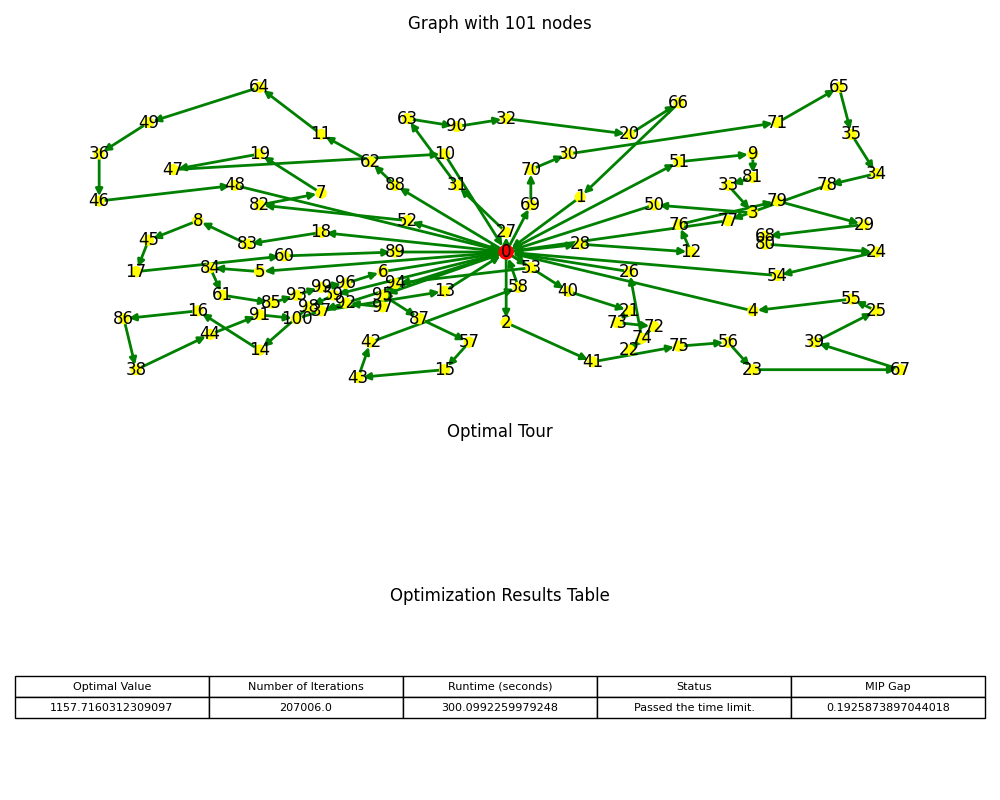 Graph with 101 nodes
64 65
66
49 63 90 32 20 71
11 35
36 19 10 30 51 9
47 62 70 34
46 48 7 88 31 1 33 81 78
82 69 50 3 79
8 52 27 76 77 29
45 83 18 28 68
60 89 0 12 80 24
17 84 5 6 53 26 54
99 96 94 40
61 85 93 59 95 13 58 4 55
16 98 37 92 97 21 25
86 91 100 87 2 73 72
44 42 57 74 56 39
14 22 75
38 43 15 41 23 67
Optimal Tour
Optimization Results Table
Optimal Value Number of Iterations Runtime (seconds) Status MIP Gap
1157.7160312309097 207006.0 300.0992259979248 Passed the time limit. 0.1925873897044018